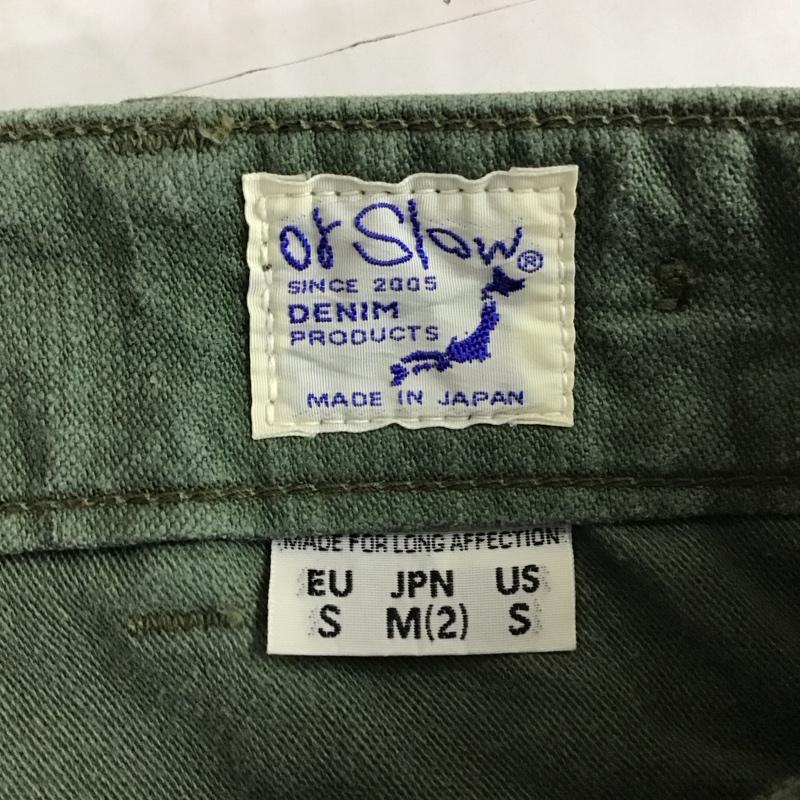 or Slow ®
SINCE 2005
DENIM
PRODUCTS
MADE IN JAPAN
MADE FOR LONG AFFECTION
EU JPN US
S M(2) S